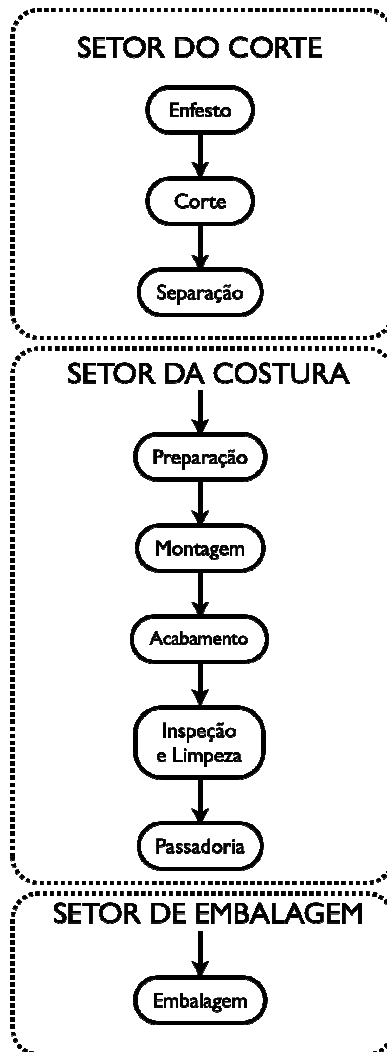 SETOR DO CORTE
Enfesto
Corte
Separação
SETOR DA COSTURA
Preparação
Montagem
Acabamento
Inspeção
e Limpeza
Passadoria
SETOR DE EMBALAGEM
Embalagem